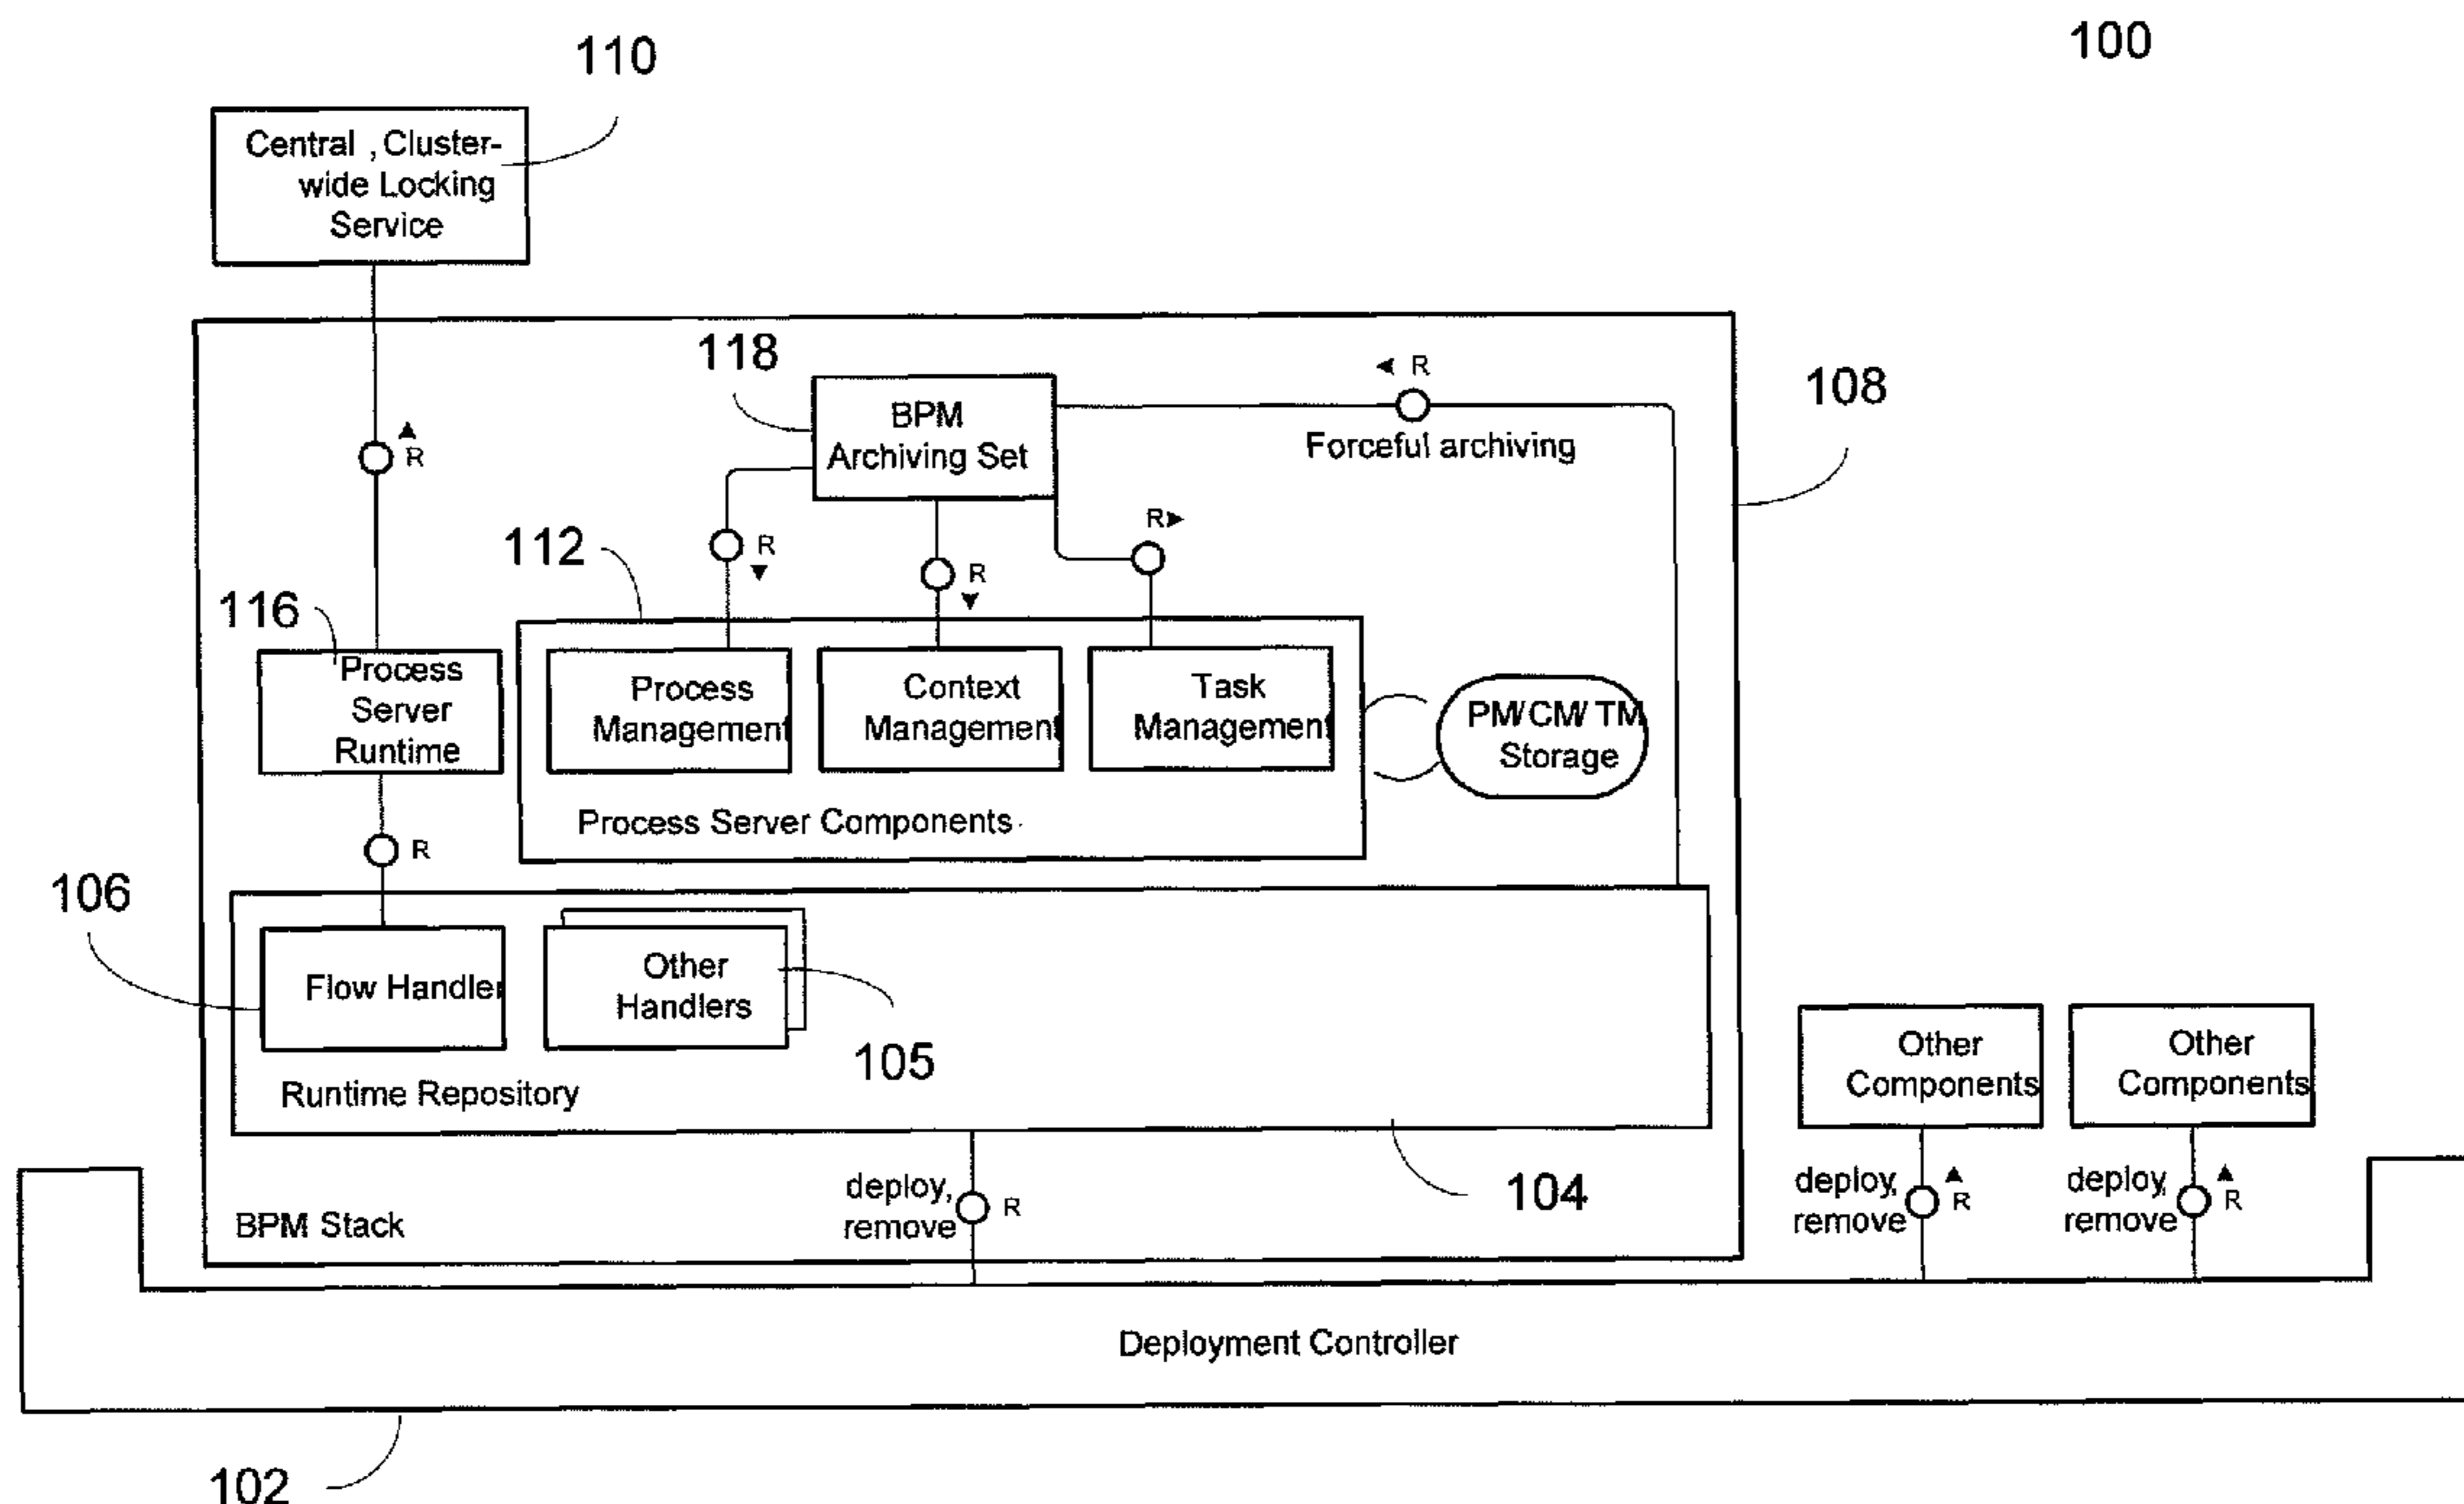 100
110
Central , Cluster-
wide Locking
Service
118
◄ R
BPM
Archiving Set
Forceful archiving
108
▲
R
R►
112
R
▼
R
▼
116
Process
Server
Runtime
Process
Management
Context
Management
Task
Management
PM/CM/ TM
Storage
Process Server Components
R
106
Flow Handler
Other
Handlers
105
Runtime Repository
Other
Components
Other
Components
104
deploy,
remove
R
deploy,
remove
▲
R
deploy,
remove
▲
R
BPM Stack
Deployment Controller
102